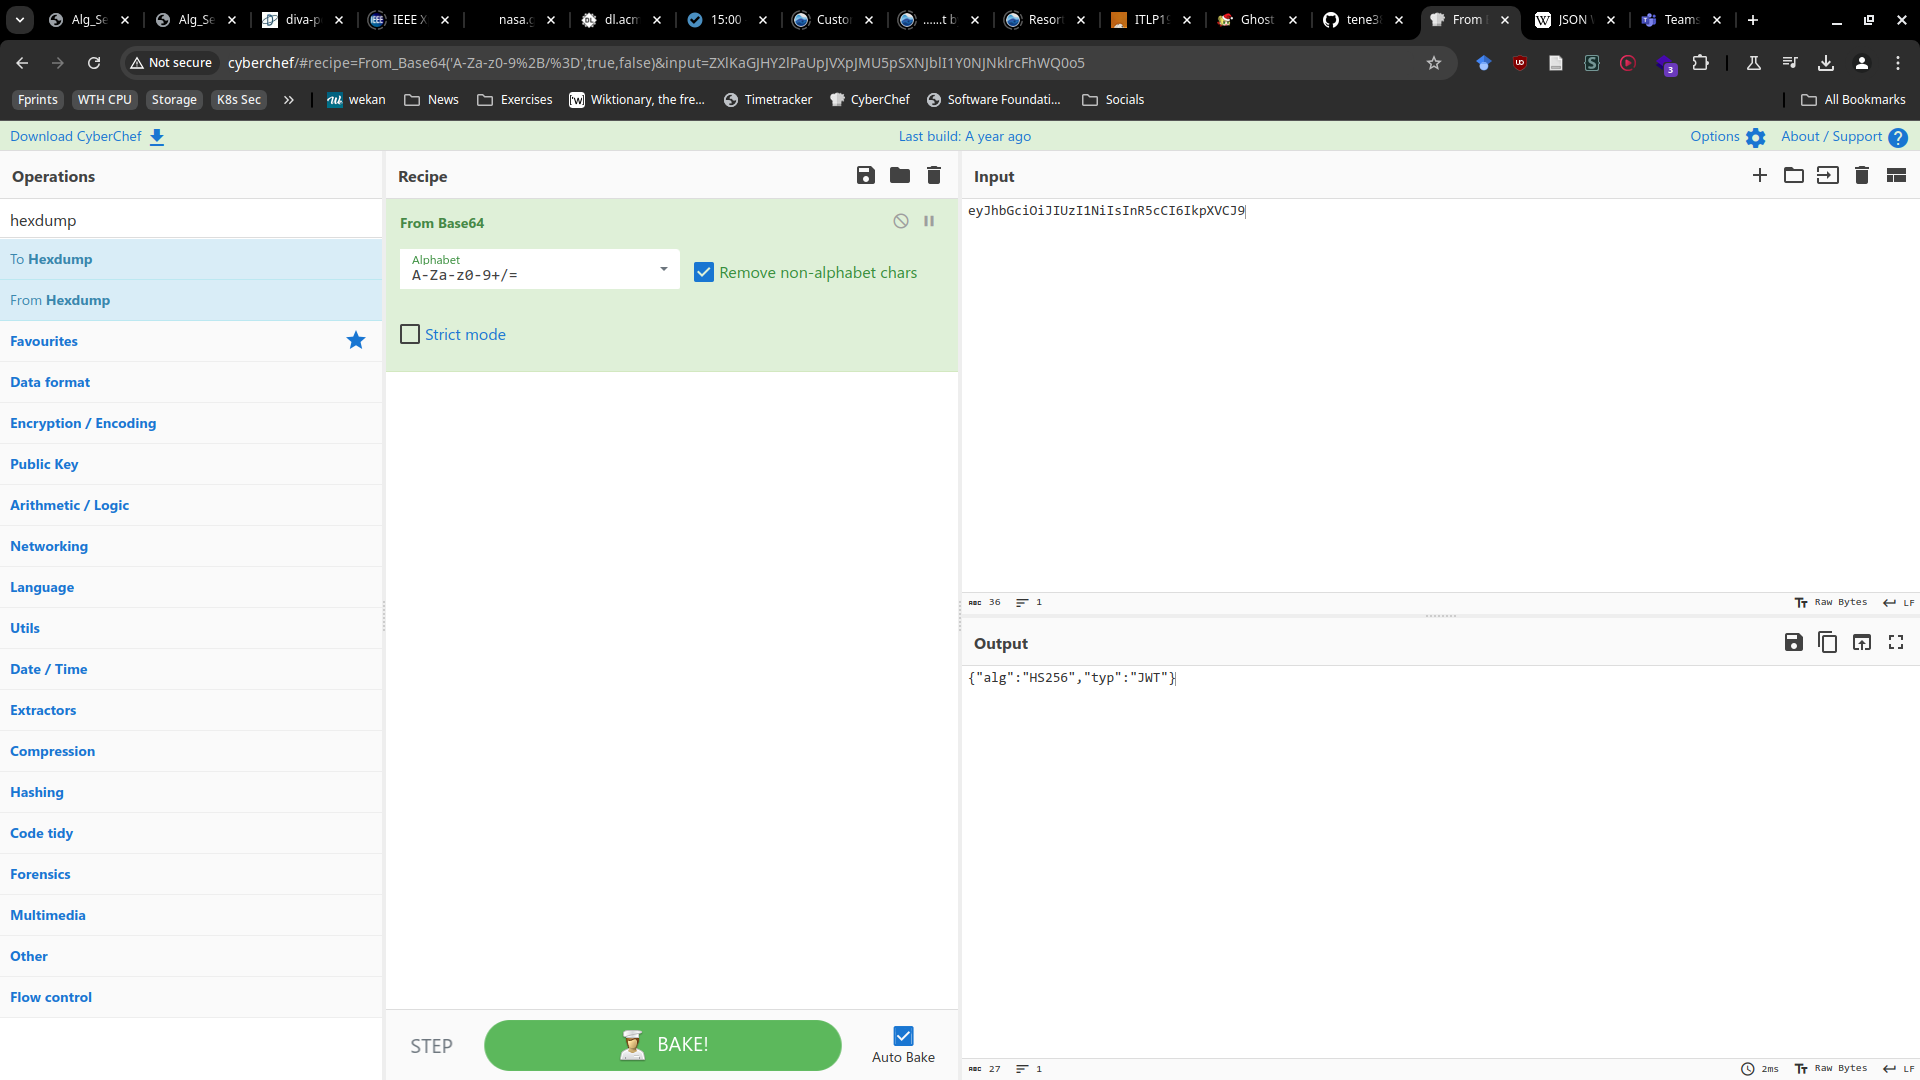 Alg_Se
Alg_Se
diva-p
IEEE X
nasa.g
dl.acm
15:00
Custo
......t b
Resor
ITLP19
Ghost
tene38
From
JSON
Teams
Not secure
cyberchef/#recipe=From_Base64('A-Za-z0-9%2B/%3D',true,false)&input=ZXlKaGJHY2lPaUpJVXpJMU5pSXNJblI1Y0NJNklrcFhWQ0o5
3
Fprints
WTH CPU
Storage
K8s Sec
wekan
News
Exercises
Wiktionary, the fre...
Timetracker
CyberChef
Software Foundati...
Socials
All Bookmarks
Download CyberChef
Last build: A year ago
Options
About / Support
Operations
hexdump
To Hexdump
From Hexdump
Favourites
Data format
Encryption / Encoding
Public Key
Arithmetic / Logic
Networking
Language
Utils
Date / Time
Extractors
Compression
Hashing
Code tidy
Forensics
Multimedia
Other
Flow control
Recipe
From Base64
Alphabet
A-Za-z0-9+/=
Remove non-alphabet chars
Strict mode
STEP
BAKE!
Auto Bake
Input
eyJhbGciOiJIUzI1NiIsInR5cCI6IkpXVCJ9
ABC 36 1
Raw Bytes LF
Output
{"alg":"HS256","typ":"JWT"}
ABC 27 1
2ms Raw Bytes LF